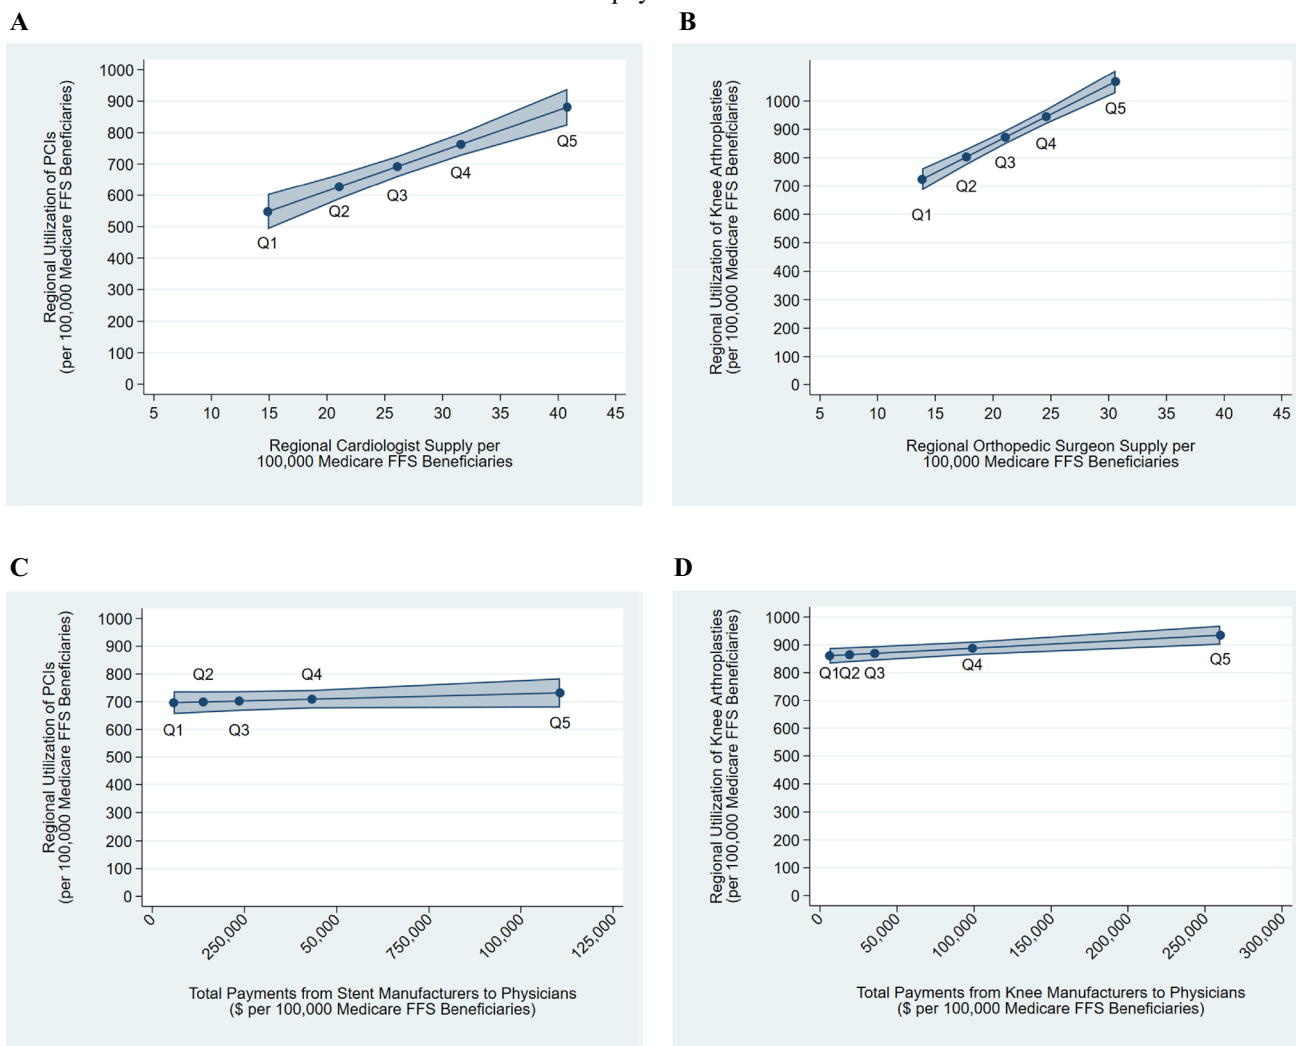 A
Regional Utilization of PCIs
(per 100,000 Medicare FFS Beneficiaries)
1000
900
800
700
600
500
400
300
200
100
0
Q1
Q2
Q3
Q4
Q5
5 10 15 20 25 30 35 40 45
Regional Cardiologist Supply per
100,000 Medicare FFS Beneficiaries
B
Regional Utilization of Knee Arthroplasties
(per 100,000 Medicare FFS Beneficiaries)
1000
900
800
700
600
500
400
300
200
100
0
Q1
Q2
Q3
Q4
Q5
5 10 15 20 25 30 35 40 45
Regional Orthopedic Surgeon Supply per
100,000 Medicare FFS Beneficiaries
C
Regional Utilization of PCIs
(per 100,000 Medicare FFS Beneficiaries)
1000
900
800
700
600
500
400
300
200
100
0
Q1
Q2
Q3
Q4
Q5
0 250,000 50,000 750,000 100,000 125,000
Total Payments from Stent Manufacturers to Physicians
($ per 100,000 Medicare FFS Beneficiaries)
D
Regional Utilization of Knee Arthroplasties
(per 100,000 Medicare FFS Beneficiaries)
1000
900
800
700
600
500
400
300
200
100
0
Q1 Q2 Q3
Q4
Q5
0 50,000 100,000 150,000 200,000 250,000 300,000
Total Payments from Knee Manufacturers to Physicians
($ per 100,000 Medicare FFS Beneficiaries)